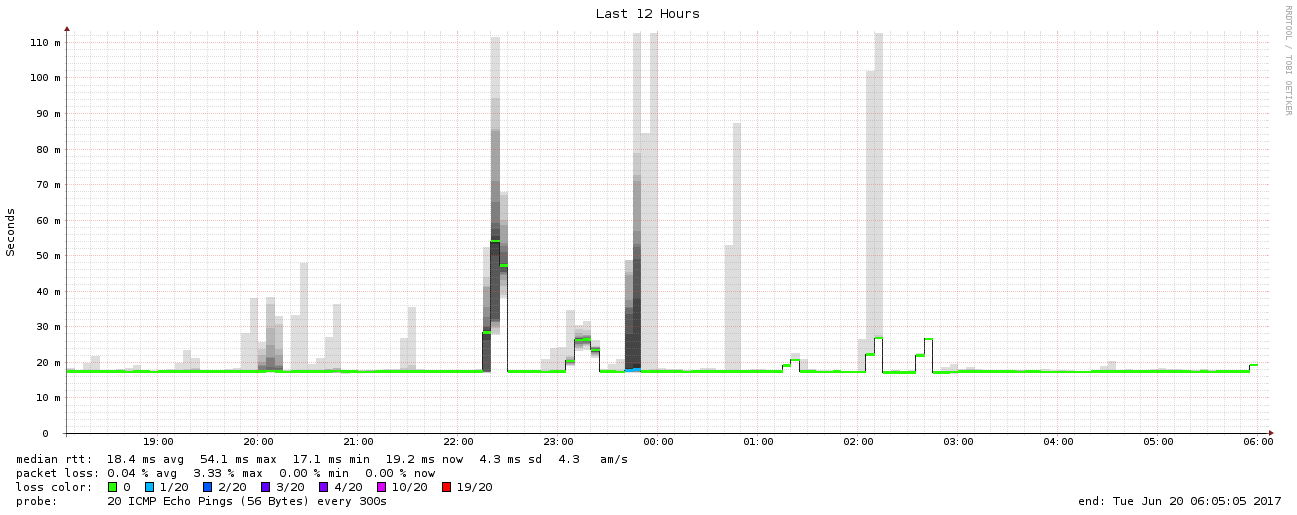 Last 12 Hours
RRDTOOL / TOBI OETIKER
Seconds
110 m
100 m
90 m
80 m
70 m
60 m
50 m
40 m
30 m
20 m
10 m
0
19:00 20:00 21:00 22:00 23:00 00:00 01:00 02:00 03:00 04:00 05:00 06:00
median rtt: 18.4 ms avg 54.1 ms max 17.1 ms min 19.2 ms now 4.3 ms sd 4.3 am/s
packet loss: 0.04 % avg 3.33 % max 0.00 % min 0.00 % now
loss color: 0 1/20 2/20 3/20 4/20 10/20 19/20
probe: 20 ICMP Echo Pings (56 Bytes) every 300s end: Tue Jun 20 06:05:05 2017